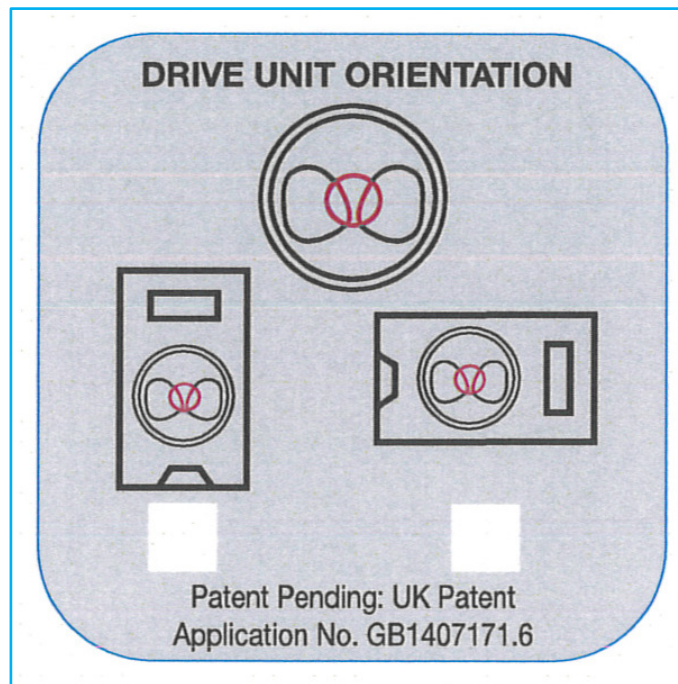 DRIVE UNIT ORIENTATION
Patent Pending: UK Patent
Application No. GB1407171.6